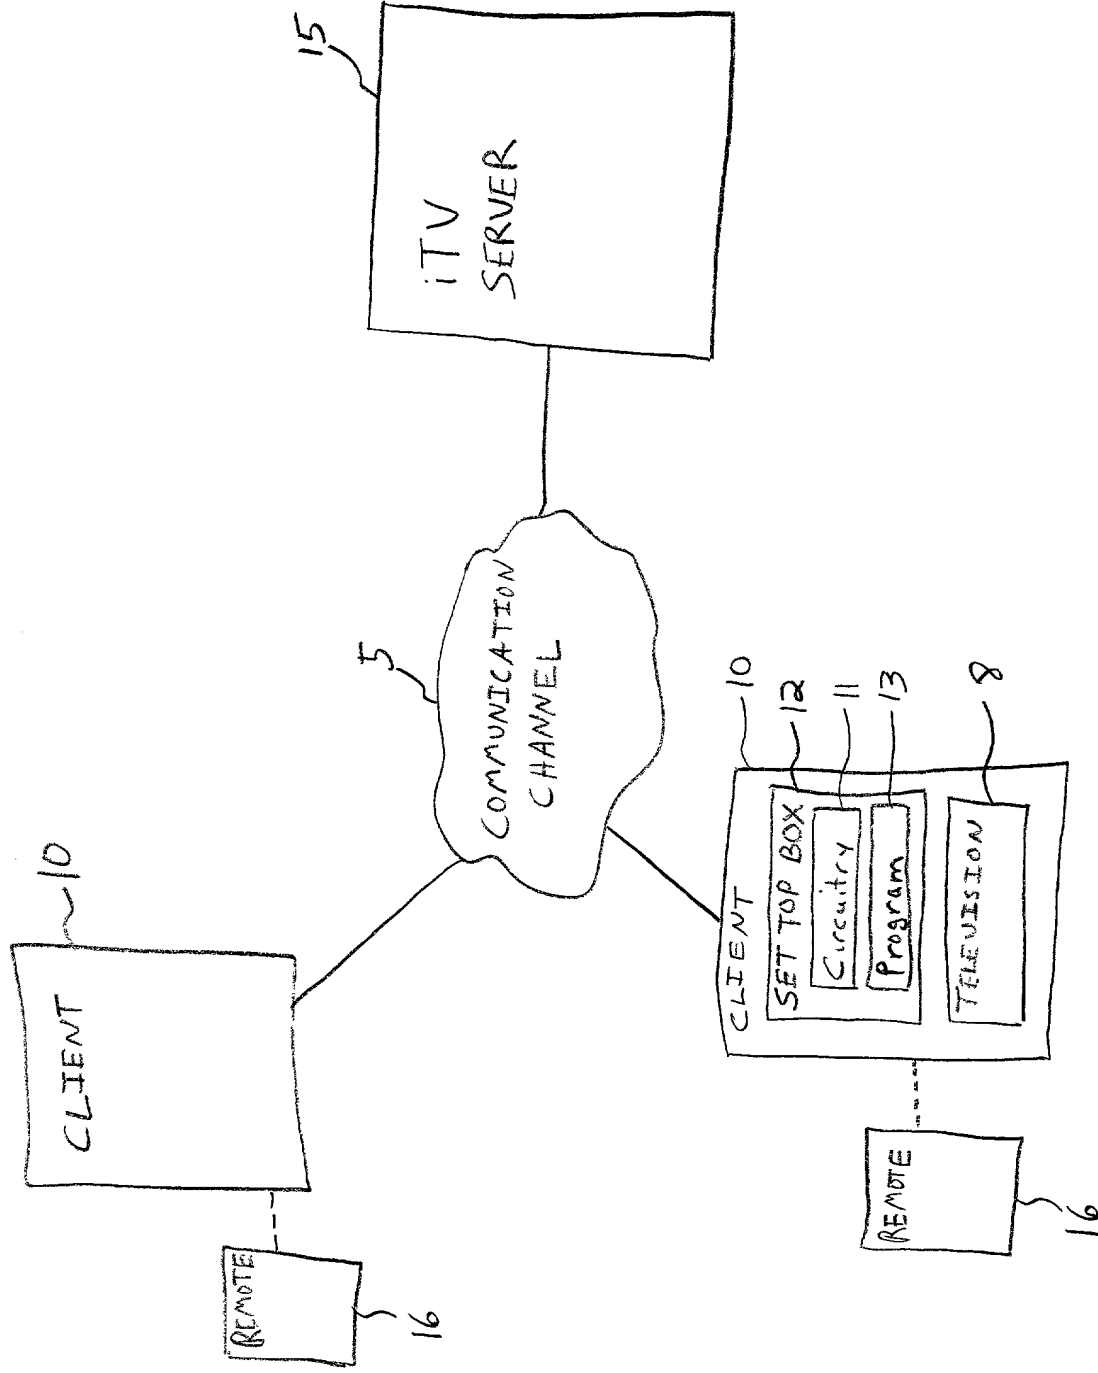 10
CLIENT
REMOTE
16
5
COMMUNICATION
CHANNEL
15
iTV
SERVER
CLIENT
10
SET TOP BOX
12
Circuitry
11
Program
13
TELEVISION
8
REMOTE
16